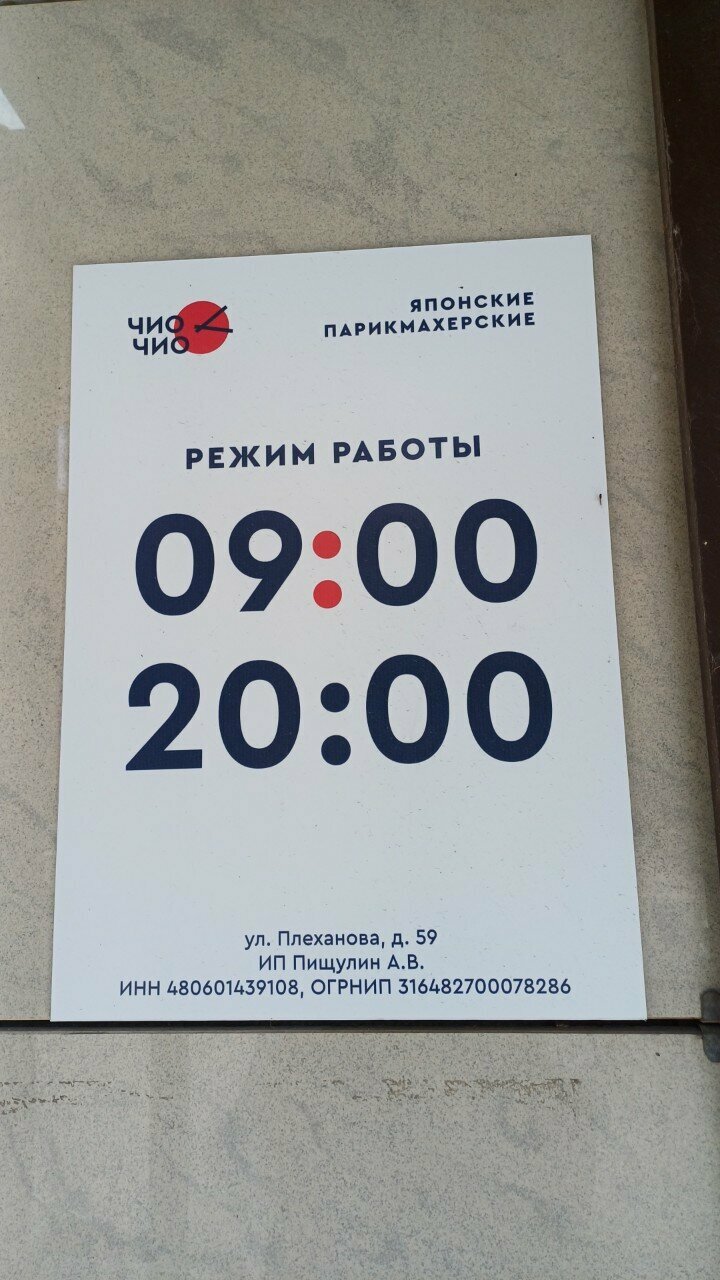 ЧИО
ЧИО
ЯПОНСКИЕ
ПАРИКМАХЕРСКИЕ
РЕЖИМ РАБОТЫ
09:00
20:00
ул. Плеханова, д. 59
ИП Пищулин А.В.
ИНН 480601439108, ОГРНИП 316482700078286